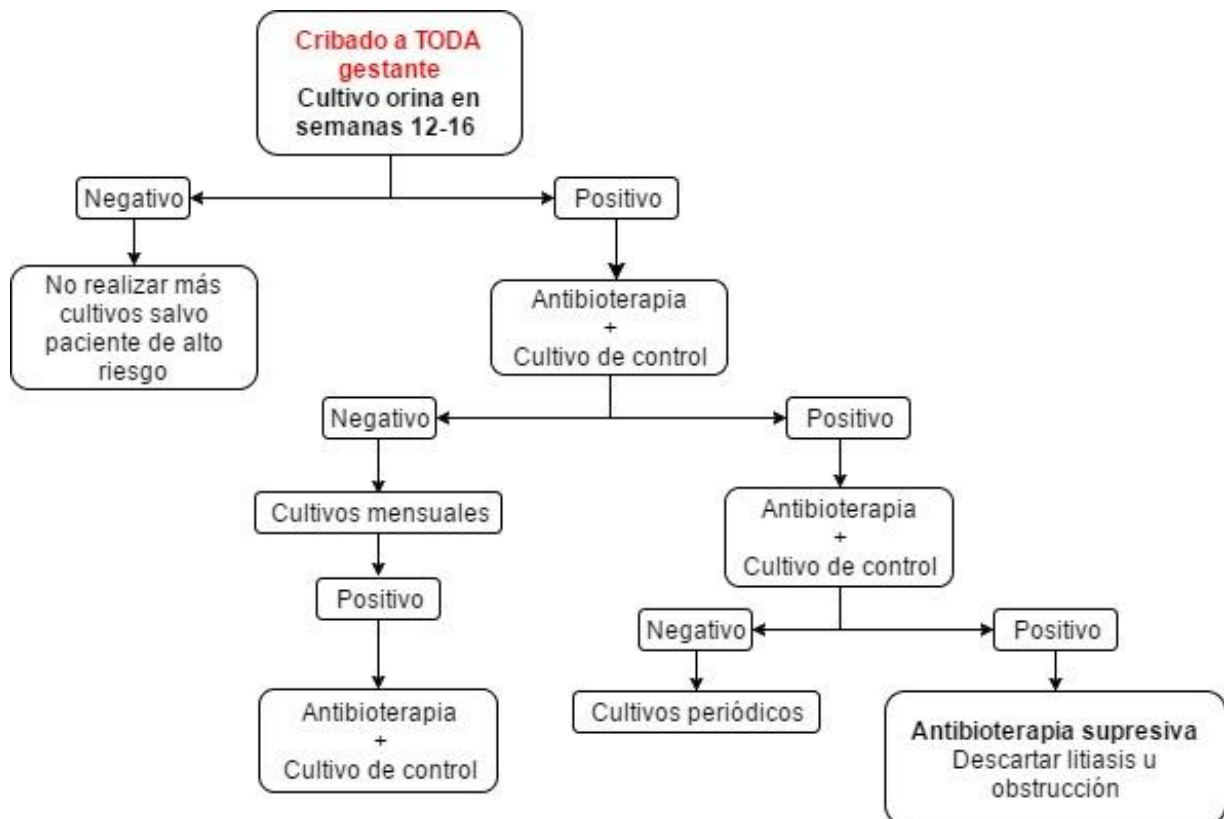 Cribado a TODA
gestante
Cultivo orina en
semanas 12-16
Negativo
Positivo
No realizar más
cultivos salvo
paciente de alto
riesgo
Antibioterapia
+
Cultivo de control
Negativo
Positivo
Cultivos mensuales
Antibioterapia
+
Cultivo de control
Positivo
Negativo
Positivo
Antibioterapia
+
Cultivo de control
Cultivos periódicos
Antibioterapia supresiva
Descartar litiasis u
obstrucción